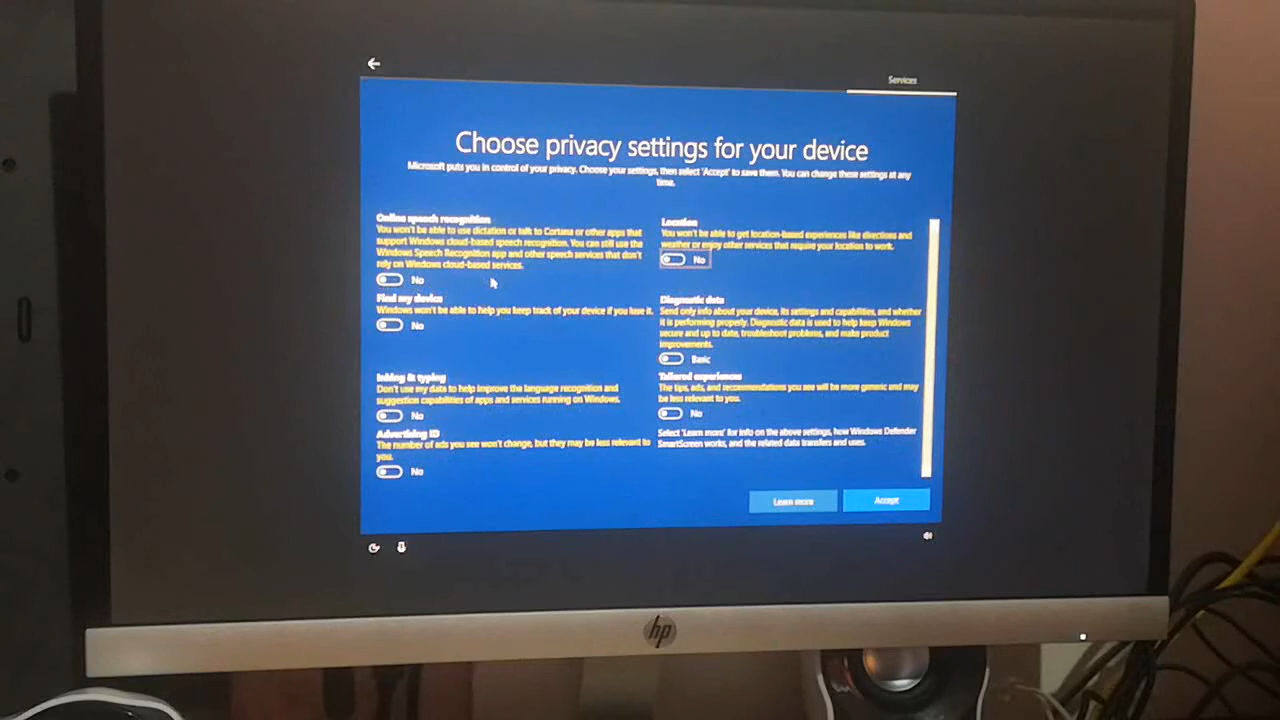 Services
Choose privacy settings for your device
Microsoft puts you in control of your privacy. Choose your settings, then select 'Accept' to save them. You can change these settings at any
time.
Online speech recognition
You won't be able to use dictation or talk to Cortana or other apps that
support Windows cloud-based speech recognition. You can still use the
Windows Speech Recognition app and other speech services that don't
rely on Windows cloud-based services.
No
Find my device
Windows won't be able to help you keep track of your device if you lose it.
No
Inking & typing
Don't use my data to help improve the language recognition and
suggestion capabilities of apps and services running on Windows.
No
Advertising ID
The number of ads you see won't change, but they may be less relevant to
you.
No
Location
You won't be able to get location-based experiences like directions and
weather or enjoy other services that require your location to work.
No
Diagnostic data
Send only info about your device, its settings and capabilities, and whether
it is performing properly. Diagnostic data is used to help keep Windows
secure and up to date, troubleshoot problems, and make product
improvements.
Basic
Tailored experiences
The tips, ads, and recommendations you see will be more generic and may
be less relevant to you.
No
Select 'Learn more' for info on the above settings, how Windows Defender
SmartScreen works, and the related data transfers and uses.
Learn more
Accept
hp